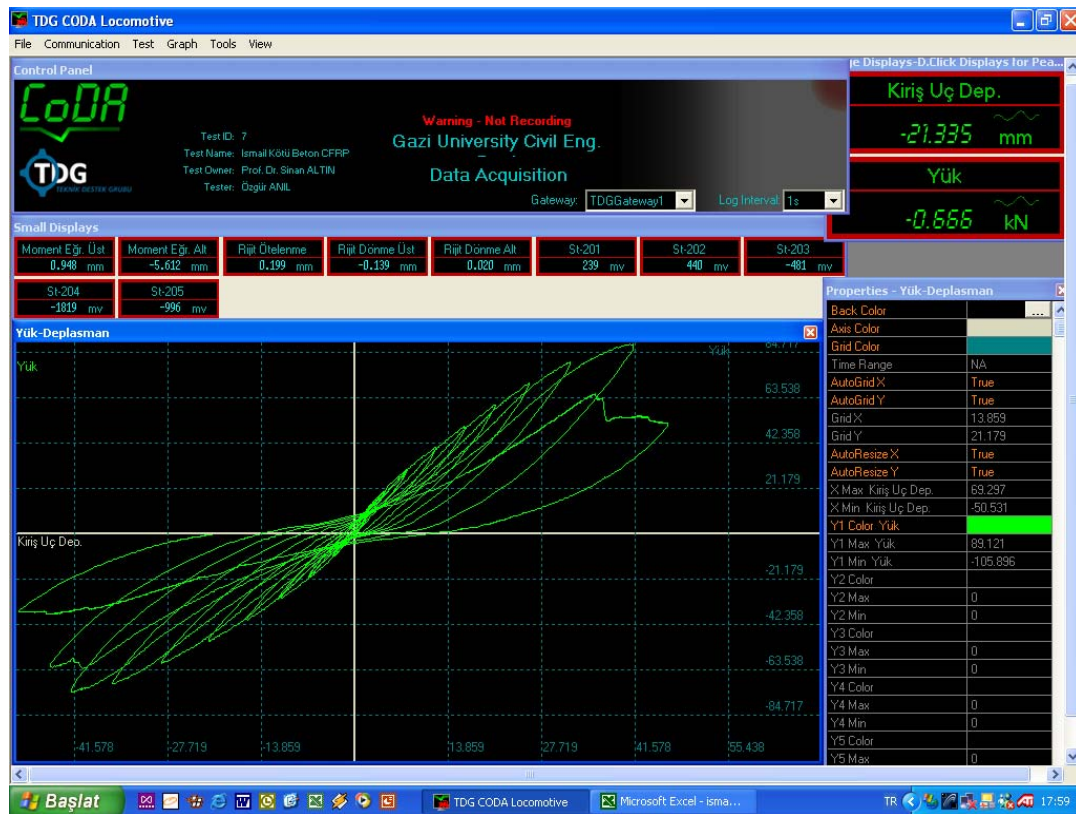 TDG CODA Locomotive
File Communication Test Graph Tools View
Control Panel
CoDA
TDG
TEKNİK DESTEK GRUBU
Warning - Not Recording
Gazi University Civil Eng.
Data Acquisition
Test ID: 7
Test Name: Ismail Kötü Beton CFRP
Test Owner: Prof. Dr. Sinan ALTIN
Tester: Özgür ANIL
Gateway: TDGGateway1 Log Interval: 1s
e Displays-D.Click Displays for Pea...
Kiriş Uç Dep.
-21.335 mm
Yük
-0.666 kN
Small Displays
Moment Eğr. Üst Moment Eğr. Alt Rijit Ötelenme Rijit Dönme Üst Rijit Dönme Alt St-201 St-202 St-203
0.948 mm -5.612 mm 0.199 mm -0.139 mm 0.020 mm 239 mv 440 mv -481 mv
St-204 St-205
-1819 mv -996 mv
Yük-Deplasman
Yük
Yük
84.717
63.538
42.358
21.179
Kiriş Uç Dep.
-21.179
-42.358
-63.538
-84.717
-41.578 -27.719 -13.859 13.859 27.719 41.578 55.438
Properties - Yük-Deplasman
Back Color ...
Axis Color
Grid Color
Time Range NA
AutoGrid X True
AutoGrid Y True
Grid X 13.859
Grid Y 21.179
AutoResize X True
AutoResize Y True
X Max Kiriş Uç Dep. 69.297
X Min Kiriş Uç Dep. -50.531
Y1 Color Yük
Y1 Max Yük 89.121
Y1 Min Yük -105.896
Y2 Color
Y2 Max 0
Y2 Min 0
Y3 Color
Y3 Max 0
Y3 Min 0
Y4 Color
Y4 Max 0
Y4 Min 0
Y5 Color
Y5 Max 0
Başlat TDG CODA Locomotive Microsoft Excel - isma... TR 17:59